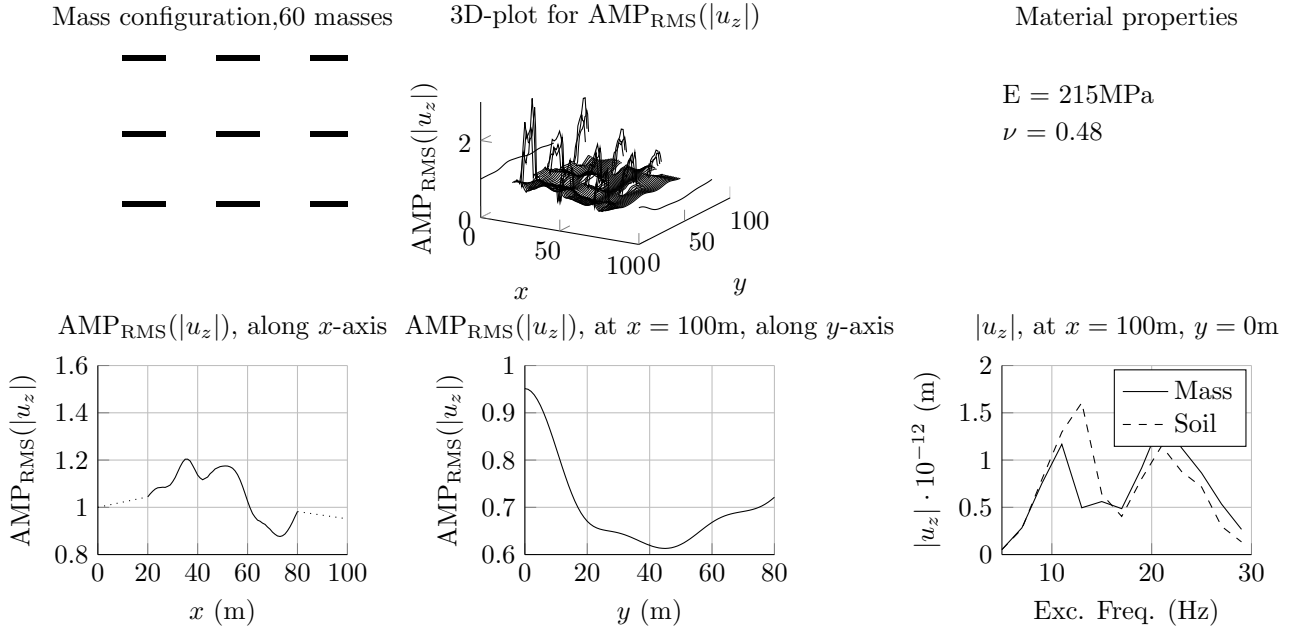 Mass configuration,60 masses
3D-plot for AMP_RMS(|u_z|)
Material properties
E = 215MPa
ν = 0.48
AMP_RMS(|u_z|)
2
0
0
50
100
0
50
100
x
y
AMP_RMS(|u_z|), along x-axis
1.6
1.4
1.2
1
0.8
0 20 40 60 80 100
x (m)
AMP_RMS(|u_z|)
AMP_RMS(|u_z|), at x = 100m, along y-axis
1
0.9
0.8
0.7
0.6
0 20 40 60 80
y (m)
AMP_RMS(|u_z|)
|u_z|, at x = 100m, y = 0m
2
1.5
1
0.5
0
10 20 30
Exc. Freq. (Hz)
|u_z| · 10^−12 (m)
Mass
Soil